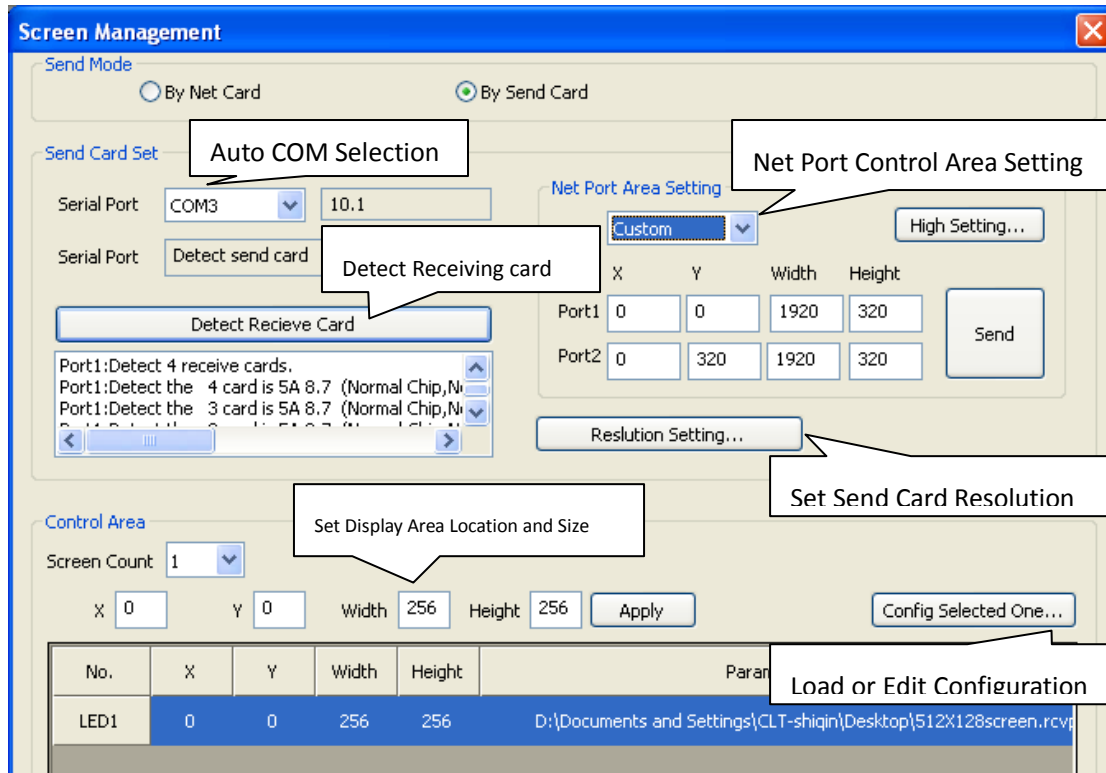 Screen Management
Send Mode
By Net Card By Send Card
Send Card Set
Auto COM Selection
Net Port Control Area Setting
Serial Port COM3 10.1
Net Port Area Setting
Custom High Setting...
Serial Port Detect send card
Detect Receiving card
X Y Width Height
Port1 0 0 1920 320
Detect Recieve Card
Send
Port2 0 320 1920 320
Port1:Detect 4 receive cards.
Port1:Detect the 4 card is 5A 8.7 (Normal Chip,
Port1:Detect the 3 card is 5A 8.7 (Normal Chip,
Reslution Setting...
Set Send Card Resolution
Control Area
Set Display Area Location and Size
Screen Count 1
X 0 Y 0 Width 256 Height 256 Apply Config Selected One...
No. X Y Width Height
Load or Edit Configuration
LED1 0 0 256 256 D:\Documents and Settings\CLT-shiqin\Desktop\512X128screen.rcvp